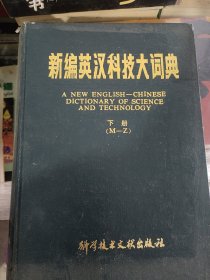 书
新编英汉科技大词典
A NEW ENGLISH—CHINESE
DICTIONARY OF SCIENCE
AND TECHNOLOGY
下册
(M—Z)
科学技术文献出版社